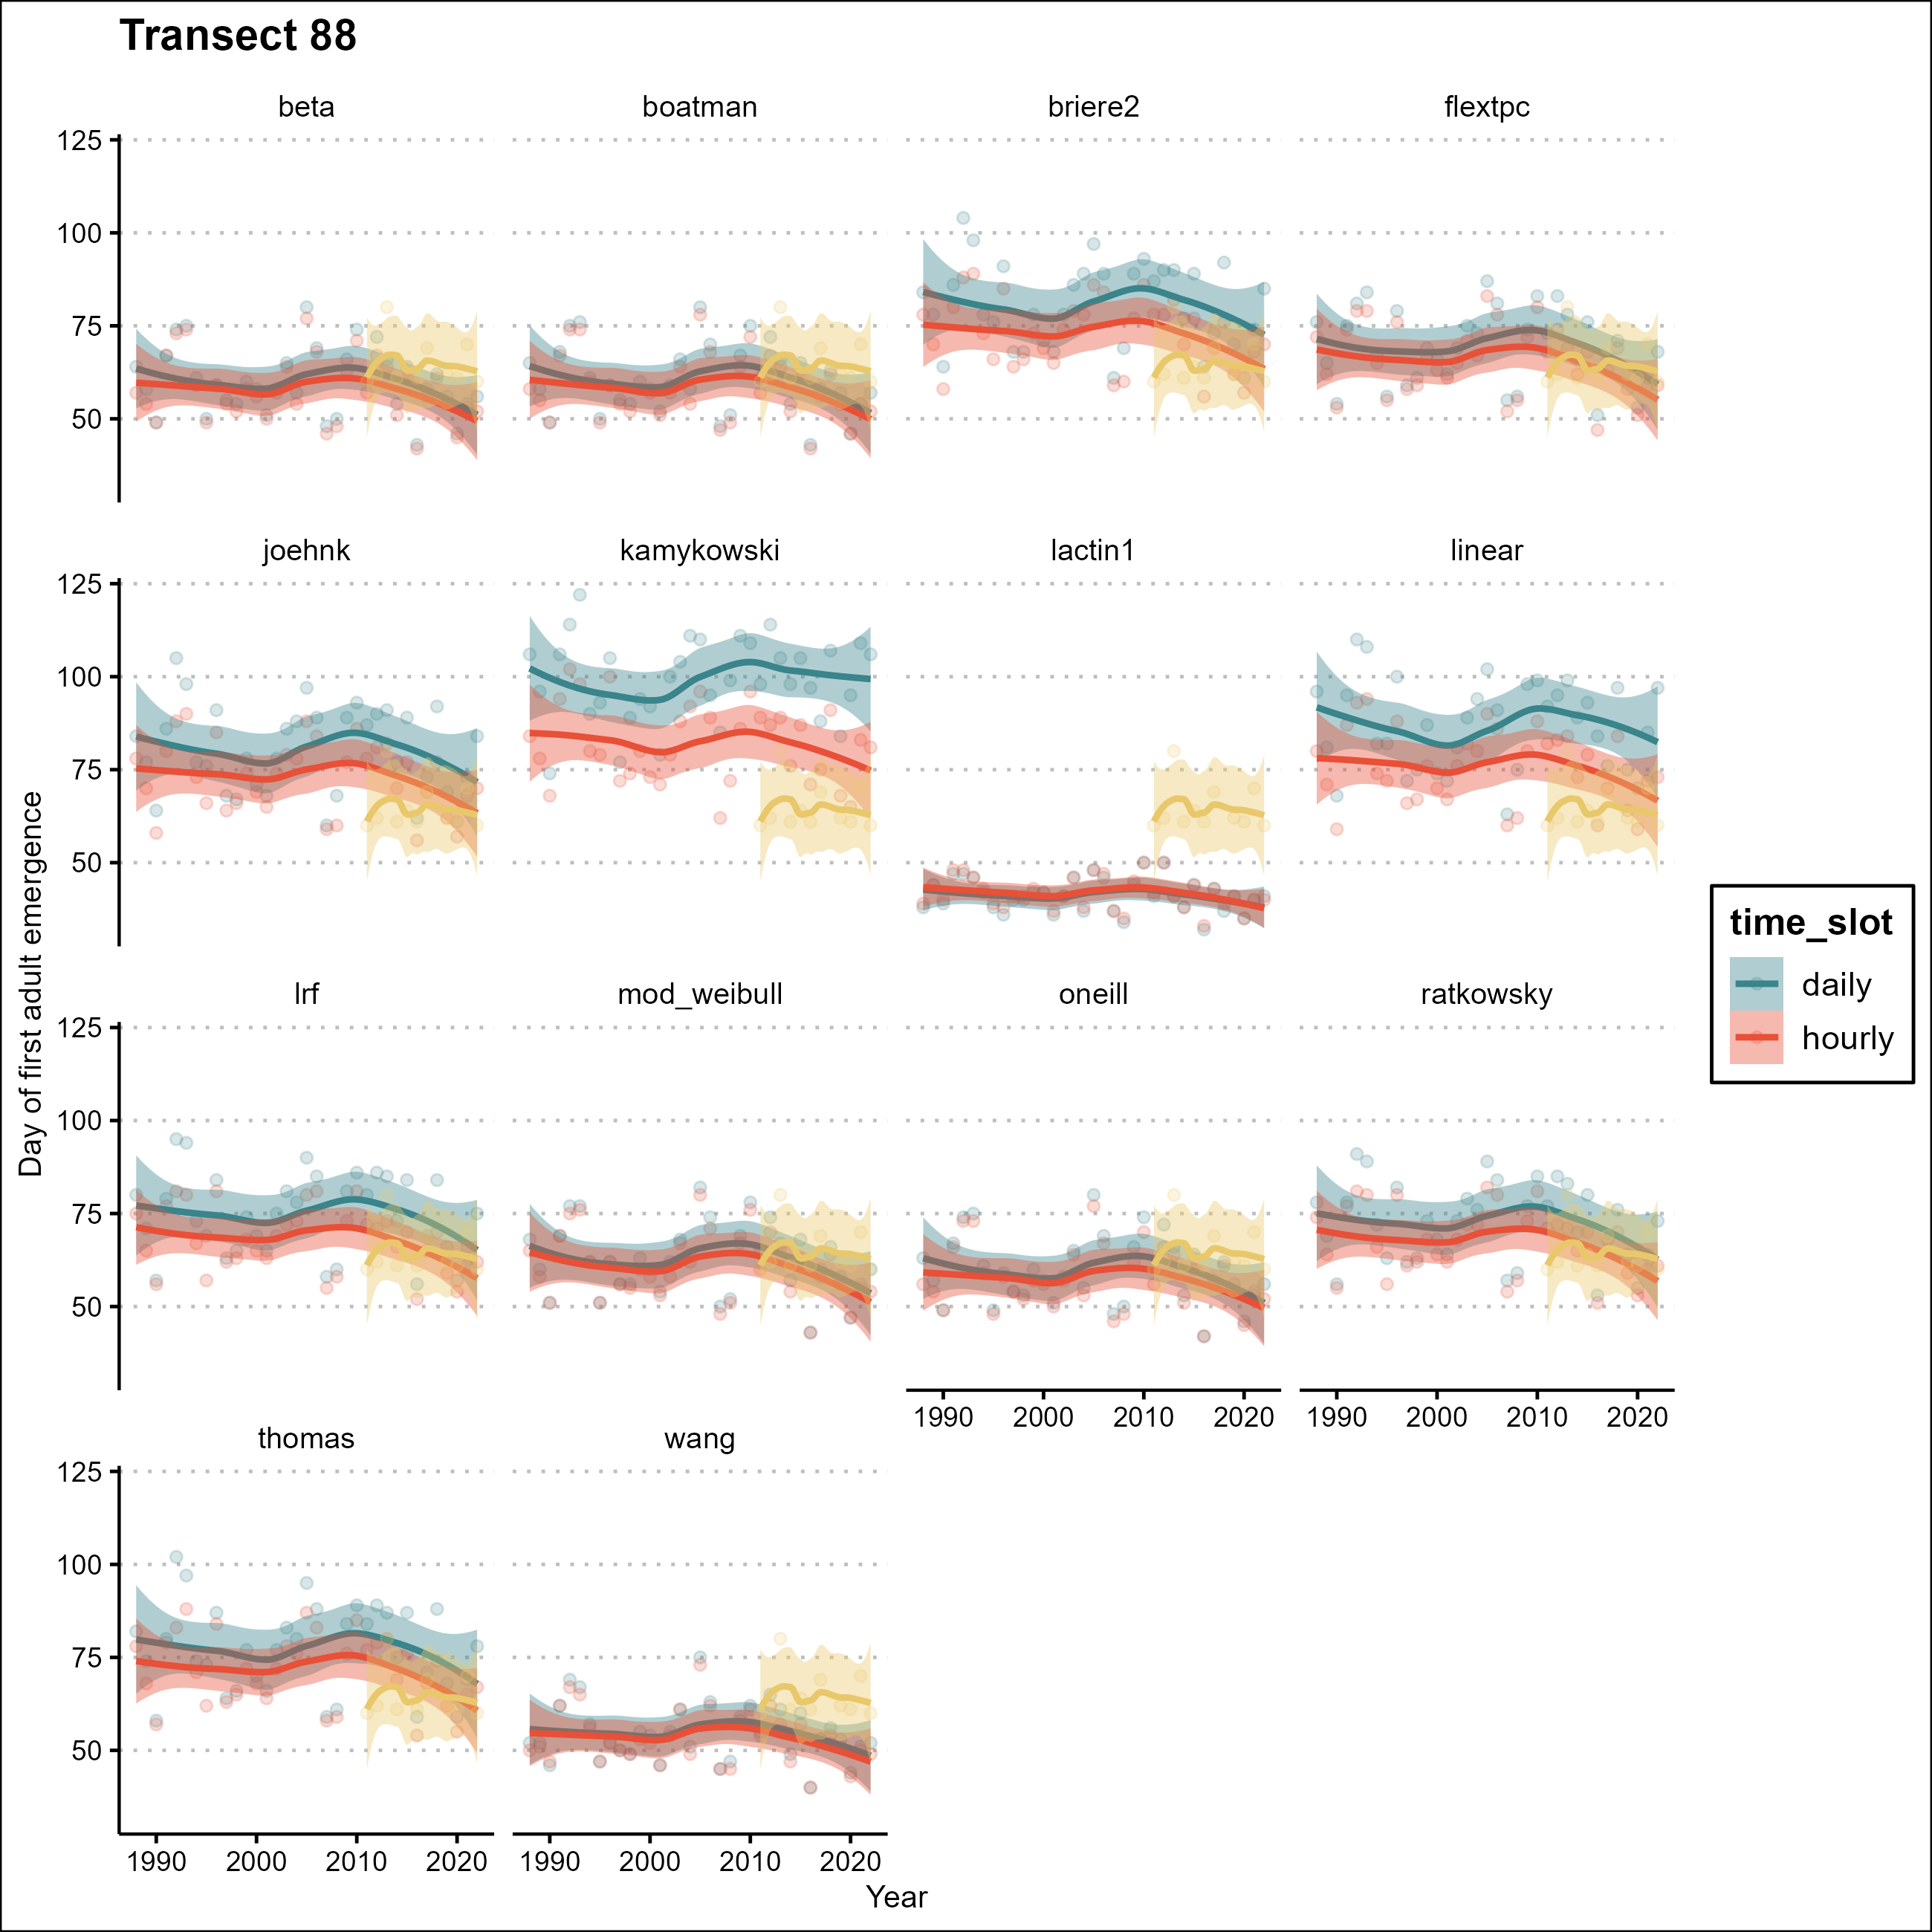 Transect 88
beta boatman briere2 flextpc
125
100
75
50
joehnk kamykowski lactin1 linear
125
100
75
50
Day of first adult emergence
time_slot
daily
hourly
lrf mod_weibull oneill ratkowsky
125
100
75
50
1990 2000 2010 2020 1990 2000 2010 2020
thomas wang
125
100
75
50
1990 2000 2010 2020 1990 2000 2010 2020
Year